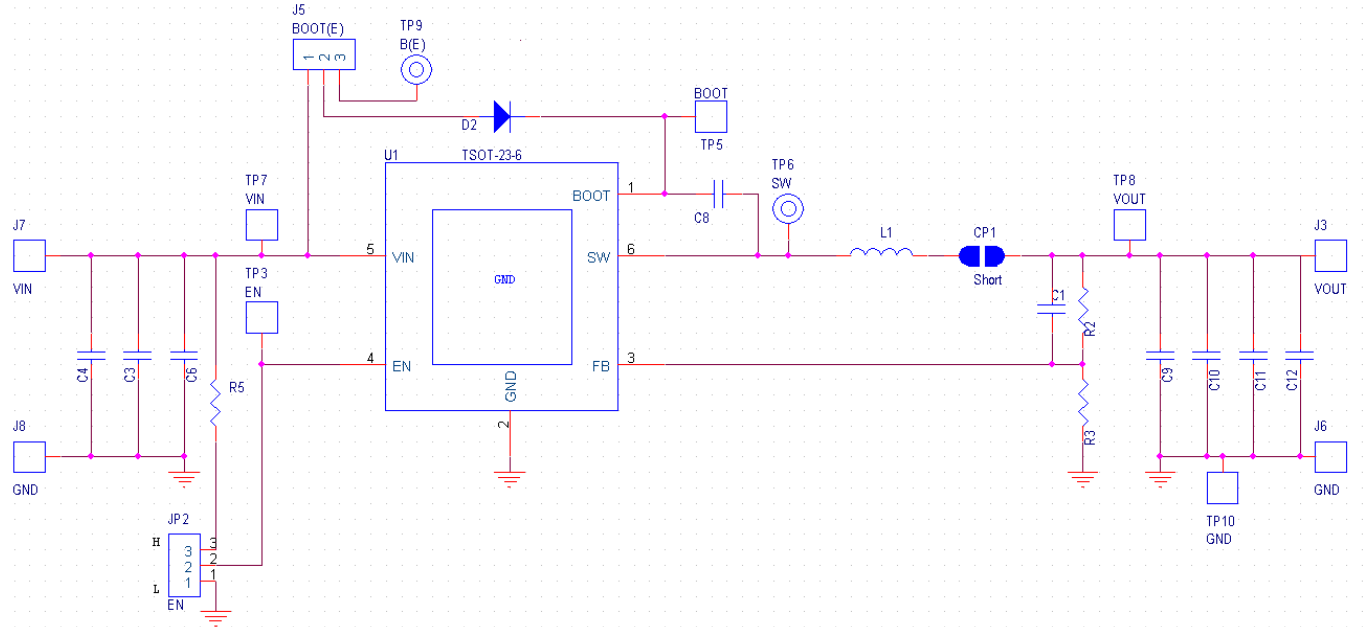 J5
BOOT(E)
1 2 3
TP9
B(E)
D2
BOOT
TP5
U1
TSOT-23-6
TP7
VIN
J7
VIN
TP3
EN
5
VIN
4
EN
GND
GND
2
BOOT
1
SW
6
FB
3
C8
TP6
SW
L1
CP1
Short
C1
R2
R3
TP8
VOUT
J3
VOUT
C4
C3
C6
R5
J8
GND
C9
C10
C11
C12
J6
GND
TP10
GND
JP2
H
3
3
2
2
1
1
L
EN